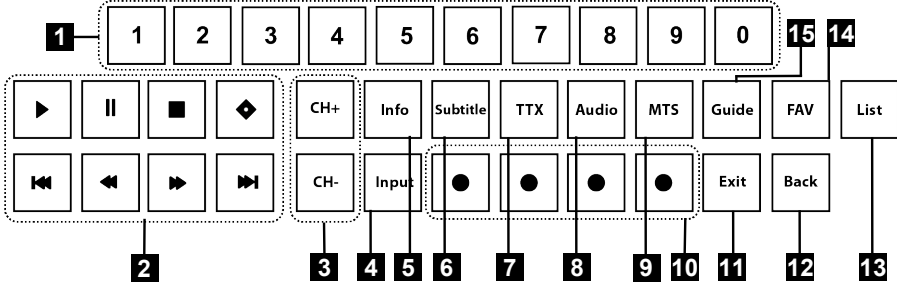 1 1 2 3 4 5 6 7 8 9 0 15 14
CH+ Info Subtitle TTX Audio MTS Guide FAV List
CH- Input Exit Back
2 3 4 5 6 7 8 9 10 11 12 13